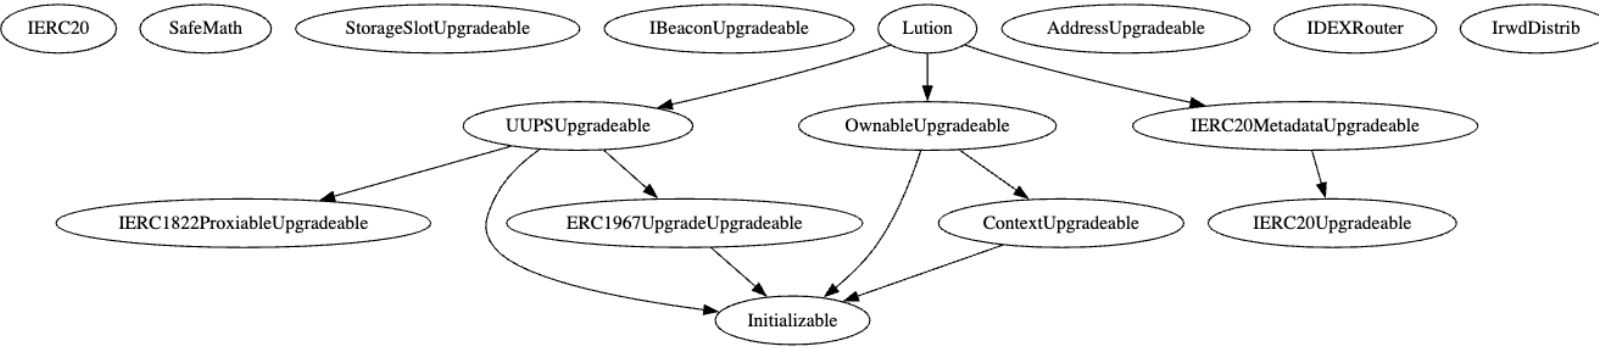 IERC20
SafeMath
StorageSlotUpgradeable
IBeaconUpgradeable
Lution
AddressUpgradeable
IDEXRouter
IrwdDistrib
UUPSUpgradeable
OwnableUpgradeable
IERC20MetadataUpgradeable
IERC1822ProxiableUpgradeable
ERC1967UpgradeUpgradeable
ContextUpgradeable
IERC20Upgradeable
Initializable